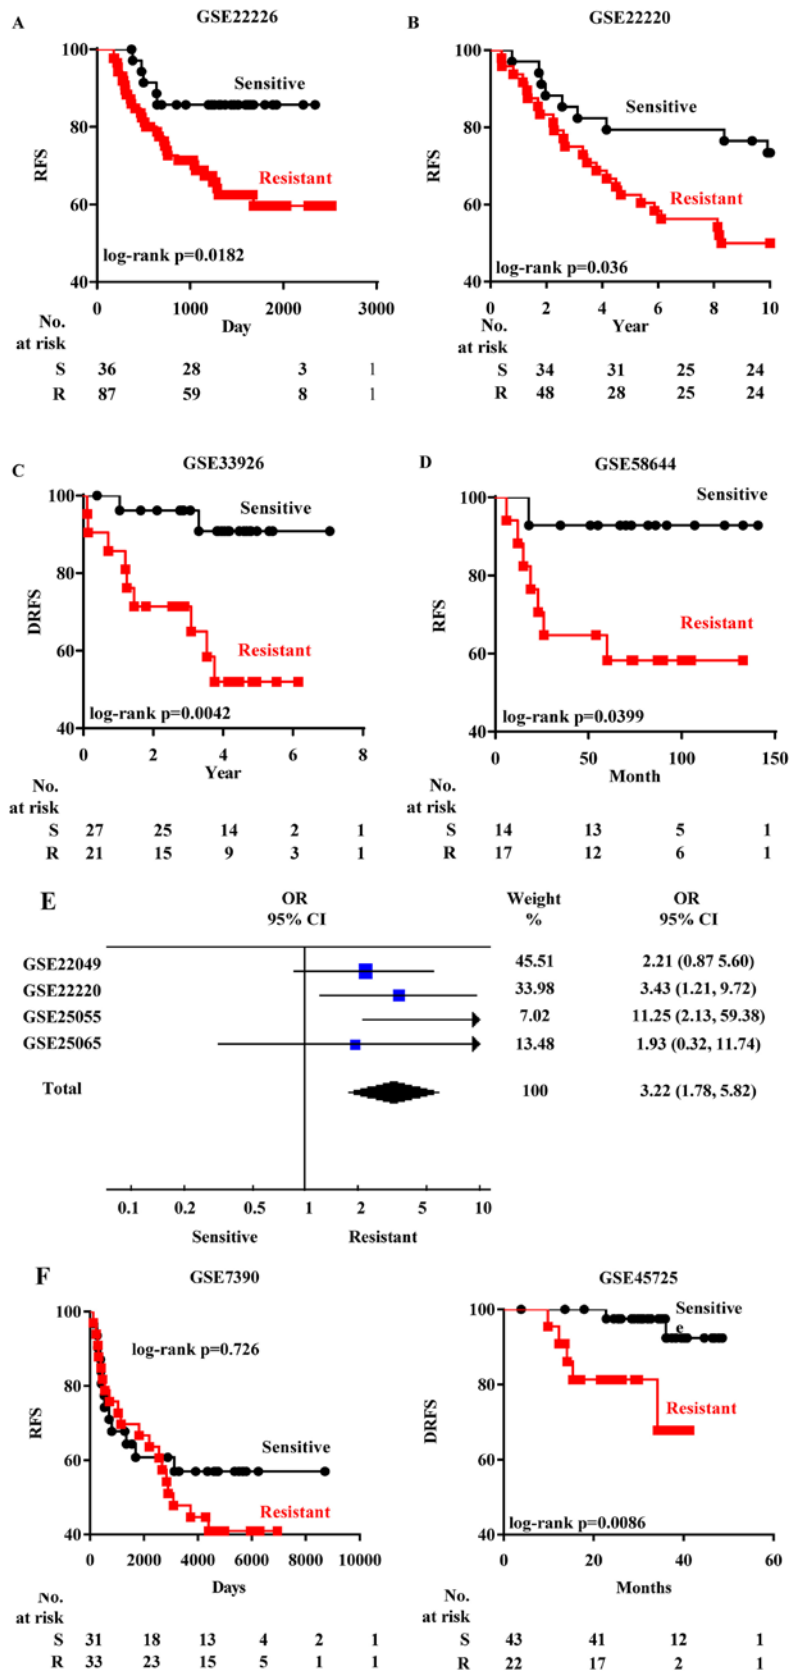 A
GSE22226
100
80
60
40
RFS
Sensitive
Resistant
log-rank p=0.0182
0 1000 2000 3000
Day
No.
at risk
S 36 28 3 1
R 87 59 8 1
B
GSE22220
100
80
60
40
RFS
Sensitive
Resistant
log-rank p=0.036
0 2 4 6 8 10
Year
No.
at risk
S 34 31 25 24
R 48 28 25 24
C
GSE33926
100
80
60
40
DRFS
Sensitive
Resistant
log-rank p=0.0042
0 2 4 6 8
Year
No.
at risk
S 27 25 14 2 1
R 21 15 9 3 1
D
GSE58644
100
80
60
40
RFS
Sensitive
Resistant
log-rank p=0.0399
0 50 100 150
Month
No.
at risk
S 14 13 5 1
R 17 12 6 1
E
OR Weight OR
95% CI % 95% CI
GSE22049 45.51 2.21 (0.87 5.60)
GSE22220 33.98 3.43 (1.21, 9.72)
GSE25055 7.02 11.25 (2.13, 59.38)
GSE25065 13.48 1.93 (0.32, 11.74)
Total 100 3.22 (1.78, 5.82)
0.1 0.2 0.5 1 2 5 10
Sensitive Resistant
F
GSE7390
100
80
60
40
RFS
log-rank p=0.726
Sensitive
Resistant
0 2000 4000 6000 8000 10000
Days
No.
at risk
S 31 18 13 4 2 1
R 33 23 15 5 1 1
GSE45725
100
80
60
40
DRFS
Sensitive
e
Resistant
log-rank p=0.0086
0 20 40 60
Months
No.
at risk
S 43 41 12 1
R 22 17 2 1